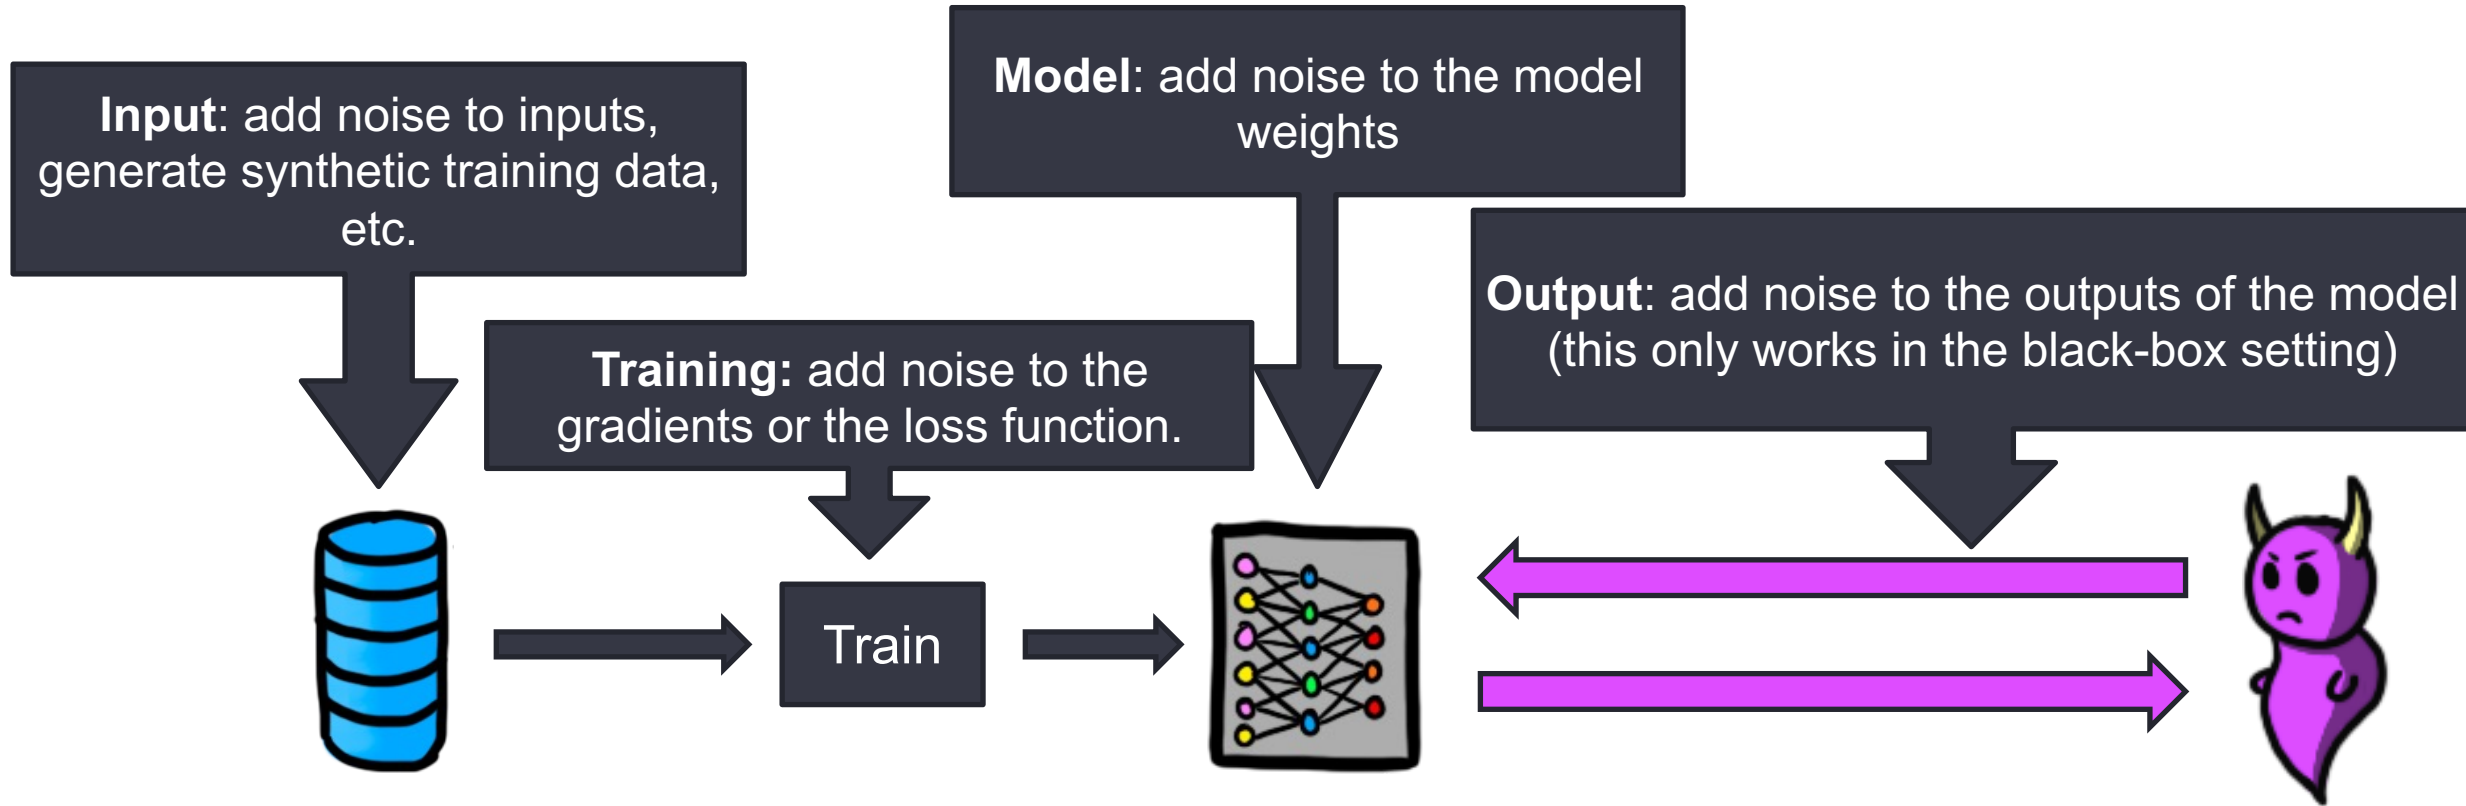 Input: add noise to inputs,
generate synthetic training data,
etc.
Training: add noise to the
gradients or the loss function.
Model: add noise to the model
weights
Output: add noise to the outputs of the model
(this only works in the black-box setting)
Train